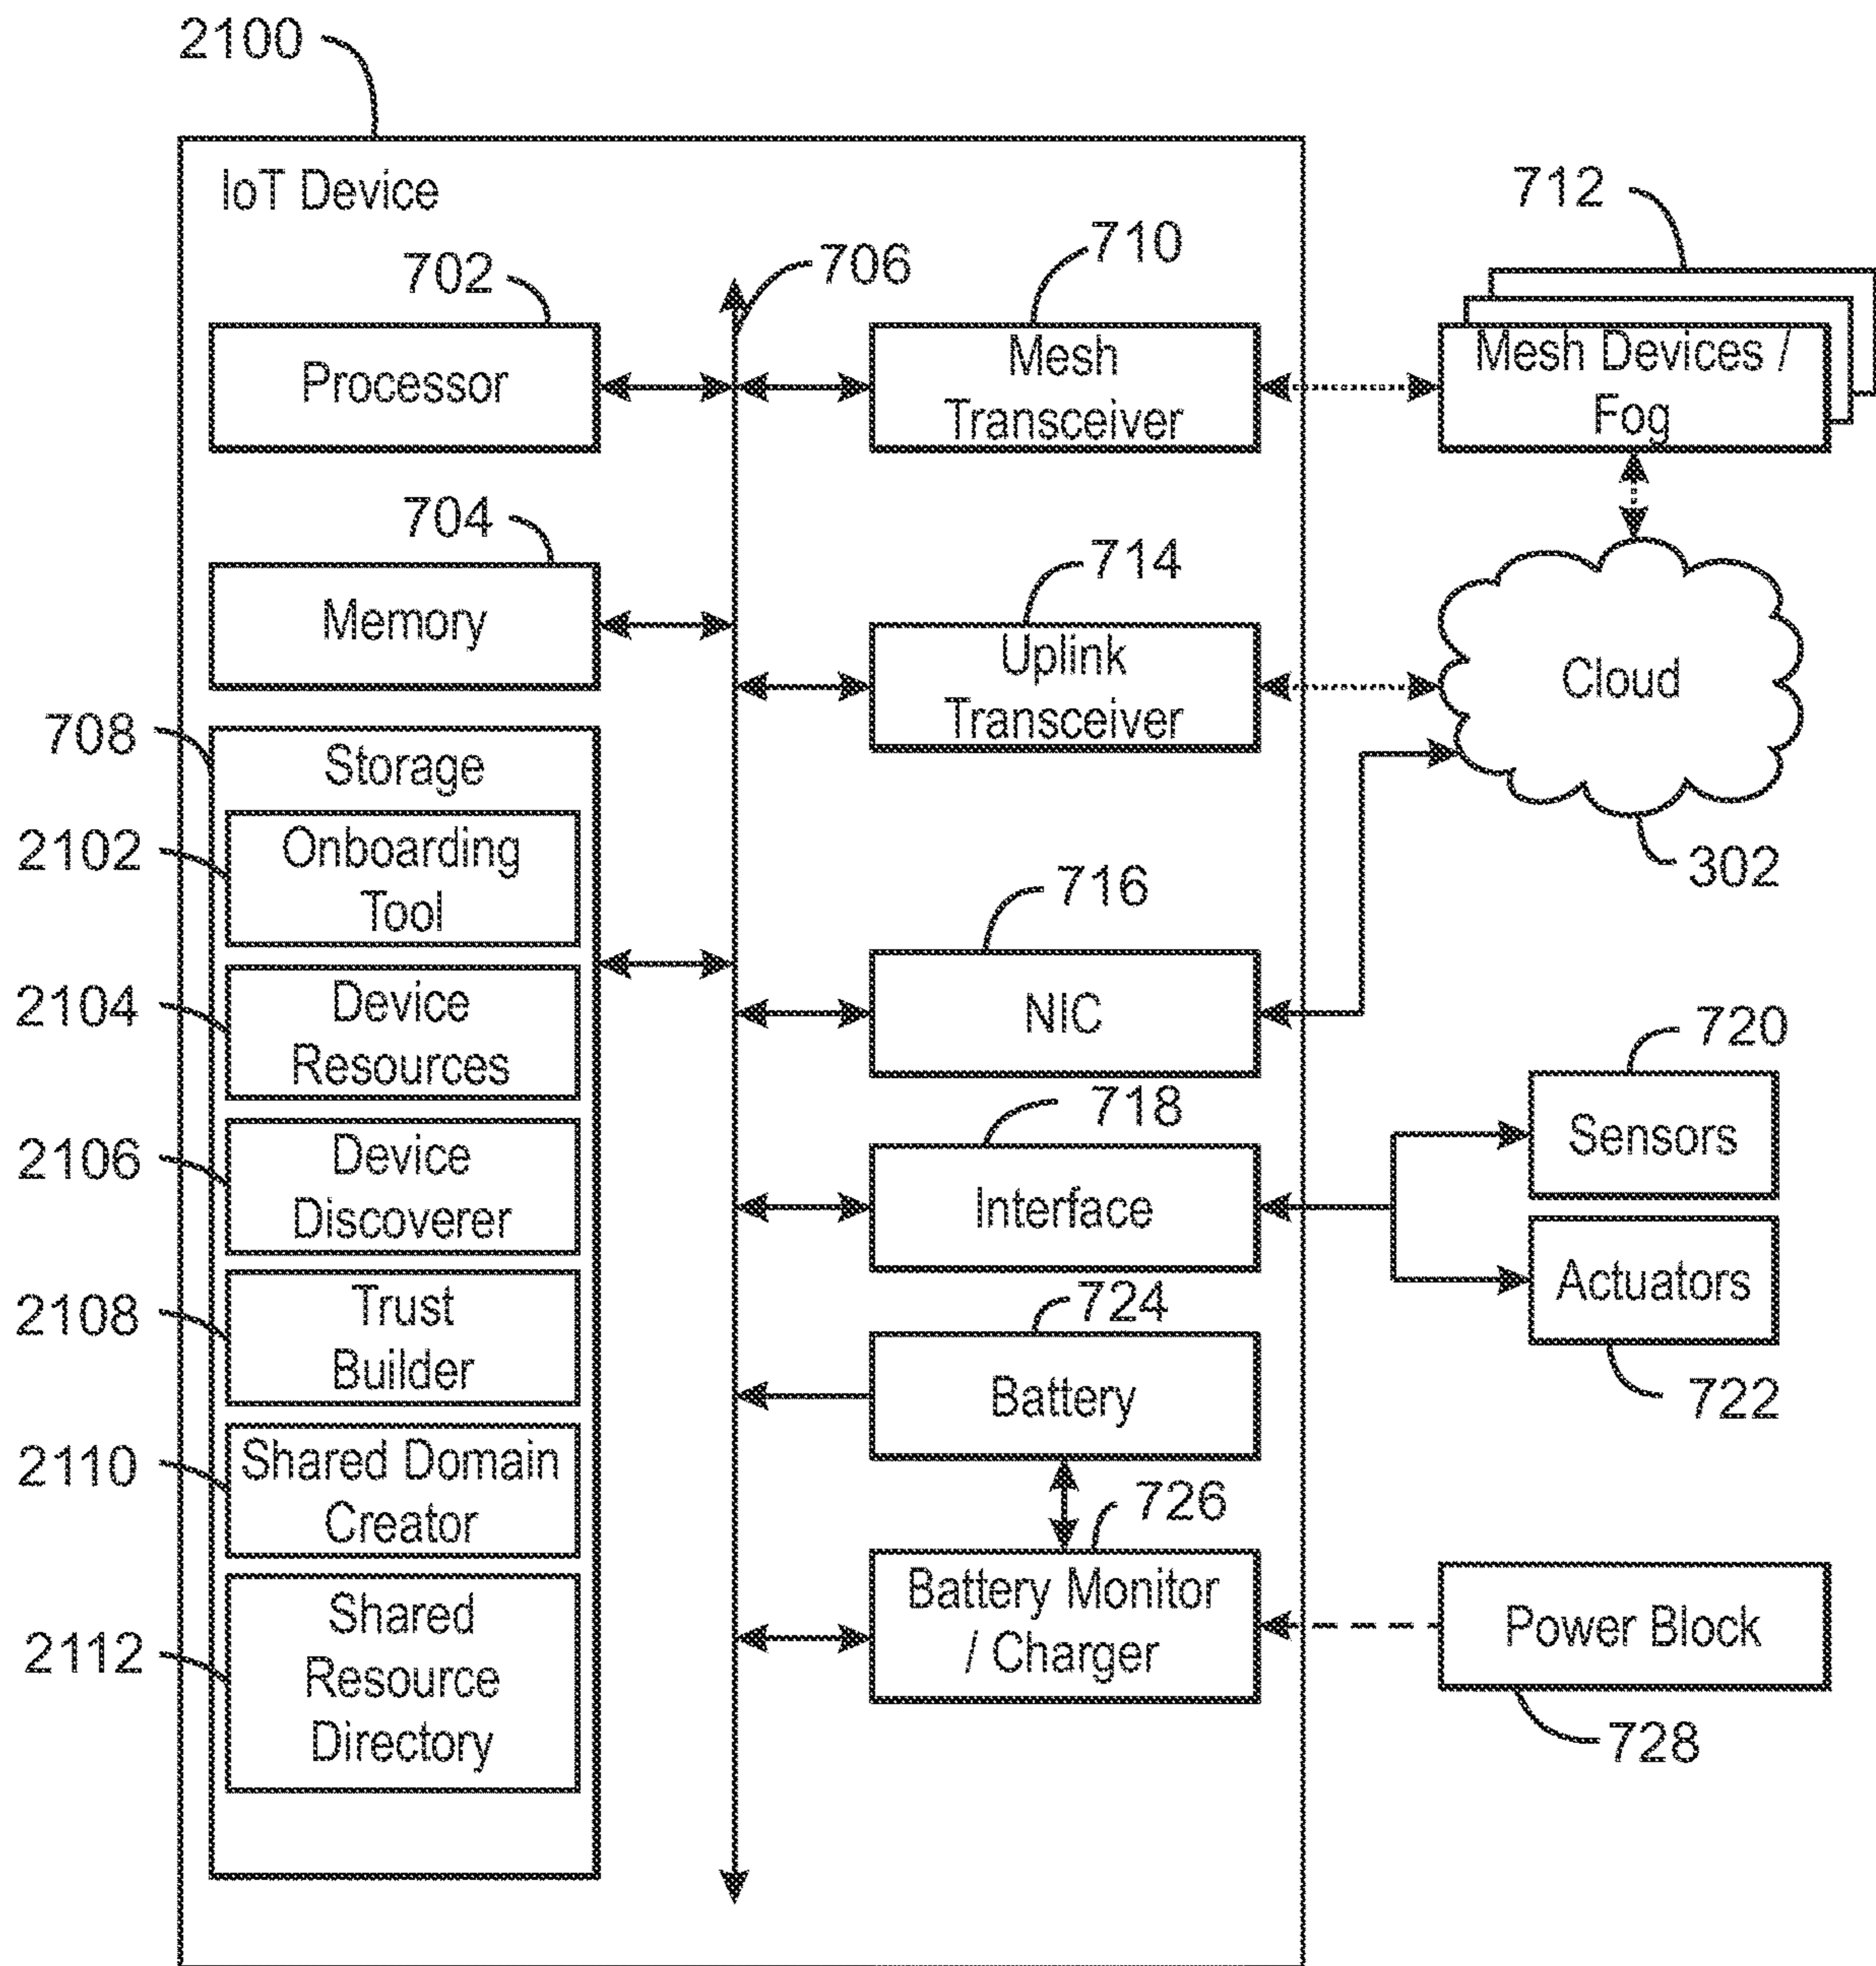 2100
IoT Device
712
702
706
710
Processor
Mesh
Transceiver
Mesh Devices /
Fog
704
714
Memory
Uplink
Transceiver
Cloud
708
Storage
302
2102
Onboarding
Tool
716
2104
Device
Resources
NIC
720
718
Sensors
2106
Device
Discoverer
Interface
Actuators
722
2108
Trust
Builder
724
Battery
2110
Shared Domain
Creator
726
Battery Monitor
/ Charger
Power Block
728
2112
Shared
Resource
Directory